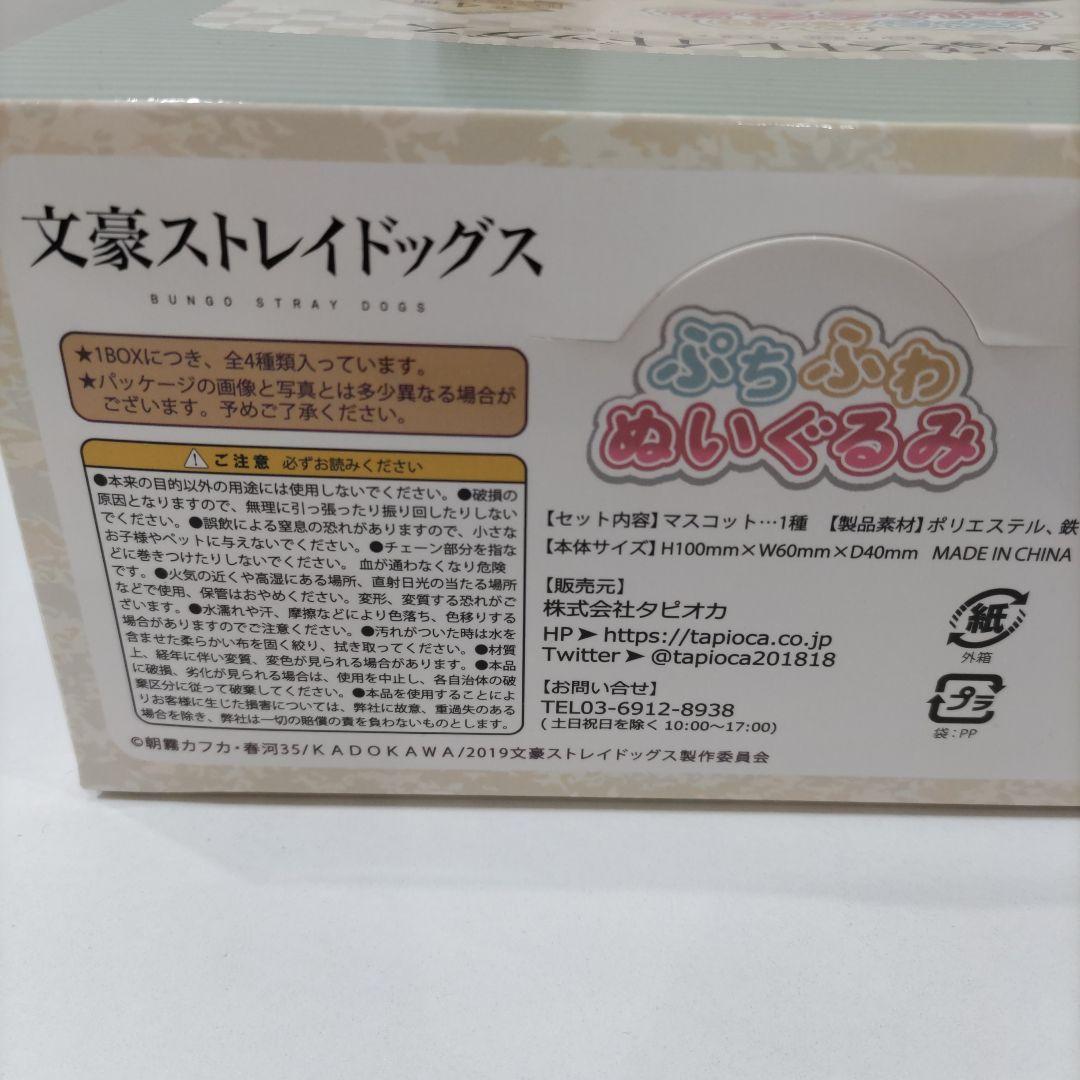 文豪ストレイドッグス
BUNGO STRAY DOGS
★1BOXにつき、全4種類入っています。
★パッケージの画像と写真とは多少異なる場合が
ございます。予めご了承ください。
ご注意 必ずお読みください
●本来の目的以外の用途には使用しないでください。●破損の
原因となりますので、無理に引っ張ったり振り回したりしない
でください。●誤飲による窒息の恐れがありますので、小さな
お子様やペットに与えないでください。●チェーン部分を指な
どに巻きつけたりしないでください。血が通わなくなり危険
です。●火気の近くや高湿にある場所、直射日光の当たる場所
などで使用、保管はおやめください。変形、変質する恐れがご
ざいます。●水濡れや汗、摩擦などにより色落ち、色移りする
場合がありますのでご注意ください。●汚れがついた時は水を
含ませた柔らかい布を固く絞り、拭き取ってください。●材質
上、経年に伴い変質、変色が見られる場合があります。●本品
に破損、劣化が見られる場合は、使用を中止し、各自治体の破
棄区分に従って破棄してください。●本品を使用することによ
りお客様に生じた損害については、弊社に故意、重過失のある
場合を除き、弊社は一切の賠償の責を負わないものとします。
©朝霧カフカ・春河35/KADOKAWA/2019文豪ストレイドッグス製作委員会
ぷちふわ
ぬいぐるみ
【セット内容】マスコット…1種 【製品素材】ポリエステル、鉄
【本体サイズ】H100mm×W60mm×D40mm MADE IN CHINA
【販売元】
株式会社タピオカ
HP➤https://tapioca.co.jp
Twitter➤@tapioca201818
【お問い合せ】
TEL03-6912-8938
(土日祝日を除く10:00～17:00)
紙
外箱
プラ
袋：PP